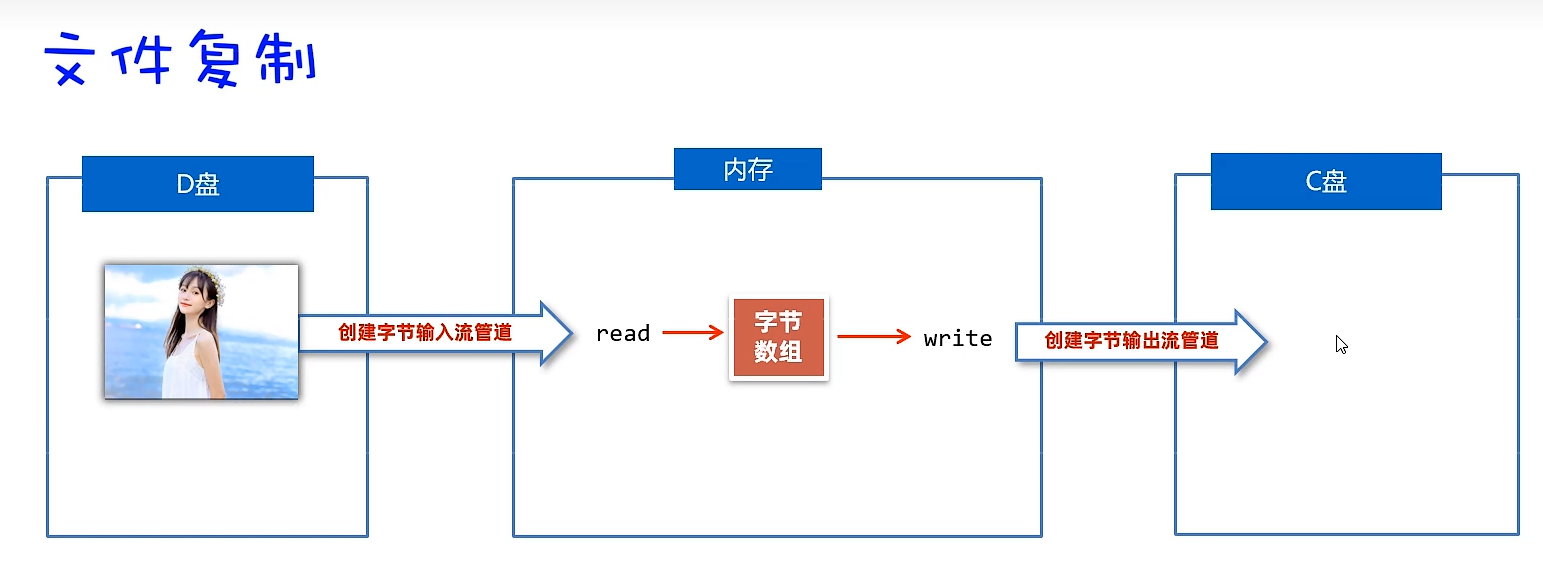 文件复制
D盘
内存
C盘
创建字节输入流管道
read
字节
数组
write
创建字节输出流管道